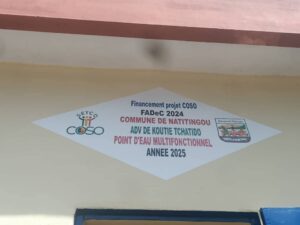 Financement projet COSO
FADeC 2024
COMMUNE DE NATITINGOU
ADV DE KOUTIE TCHATIDO
POINT D'EAU MULTIFONCTIONNEL
ANNEE 2025
COSO